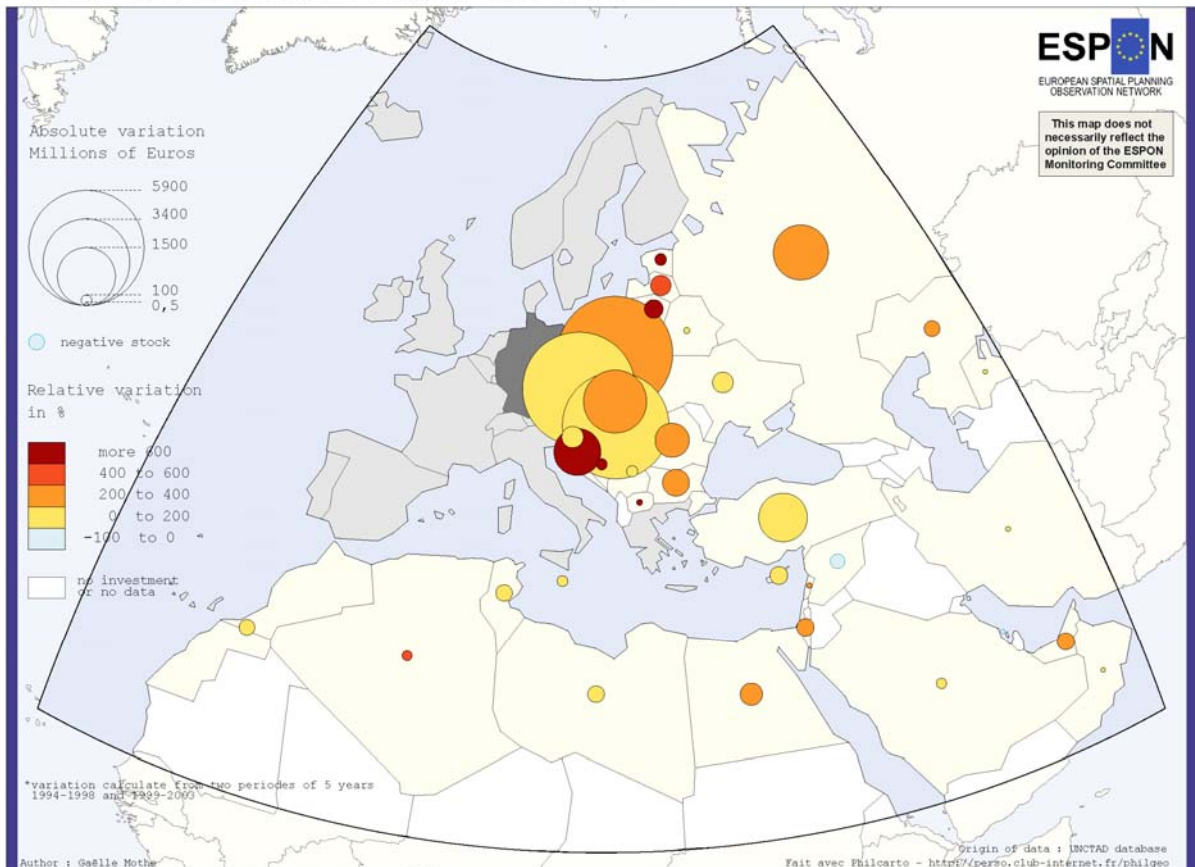 ESPON
EUROPEAN SPATIAL PLANNING
OBSERVATION NETWORK
This map does not
necessarily reflect the
opinion of the ESPON
Monitoring Committee
Absolute variation
Millions of Euros
5900
3400
1500
100
0,5
negative stock
Relative variation
in %
more 600
400 to 600
200 to 400
0 to 200
-100 to 0
no investment
or no data
*variation calculate from two periodes of 5 years
1994-1998 and 1999-2003
Author : Gaëlle Mothe
Origin of data : UNCTAD database
Fait avec Philcarto - http://perso.club-internet.fr/philgeo